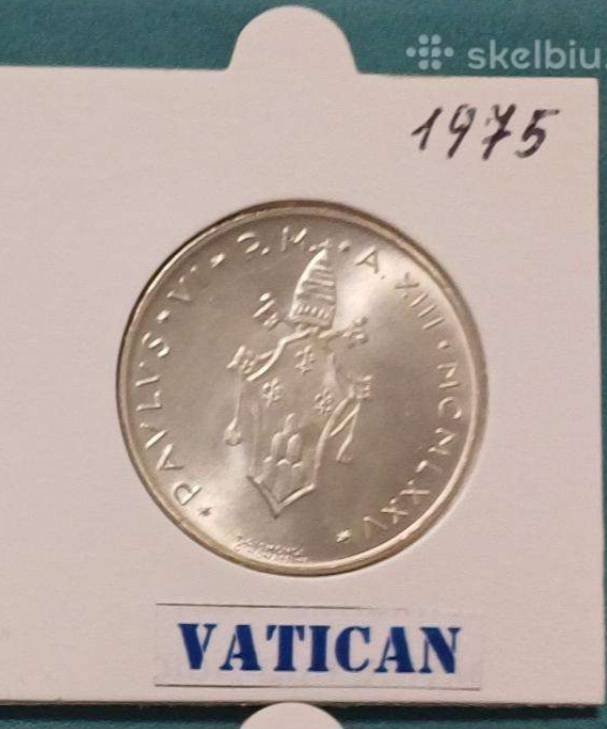 skelbiu.
1975
PAVLVS · VI · P. M. · A. XIII · MCMLXXV
VATICAN